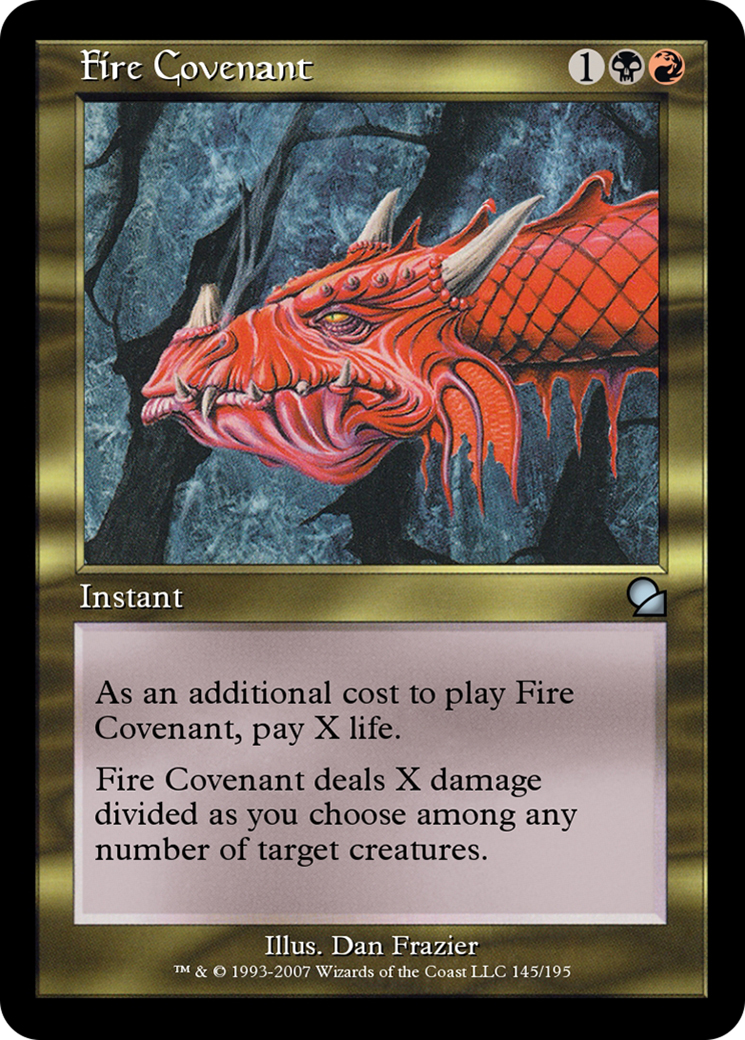 Fire Covenant 1
Instant
As an additional cost to play Fire
Covenant, pay X life.
Fire Covenant deals X damage
divided as you choose among any
number of target creatures.
Illus. Dan Frazier
™ & © 1993-2007 Wizards of the Coast LLC 145/195